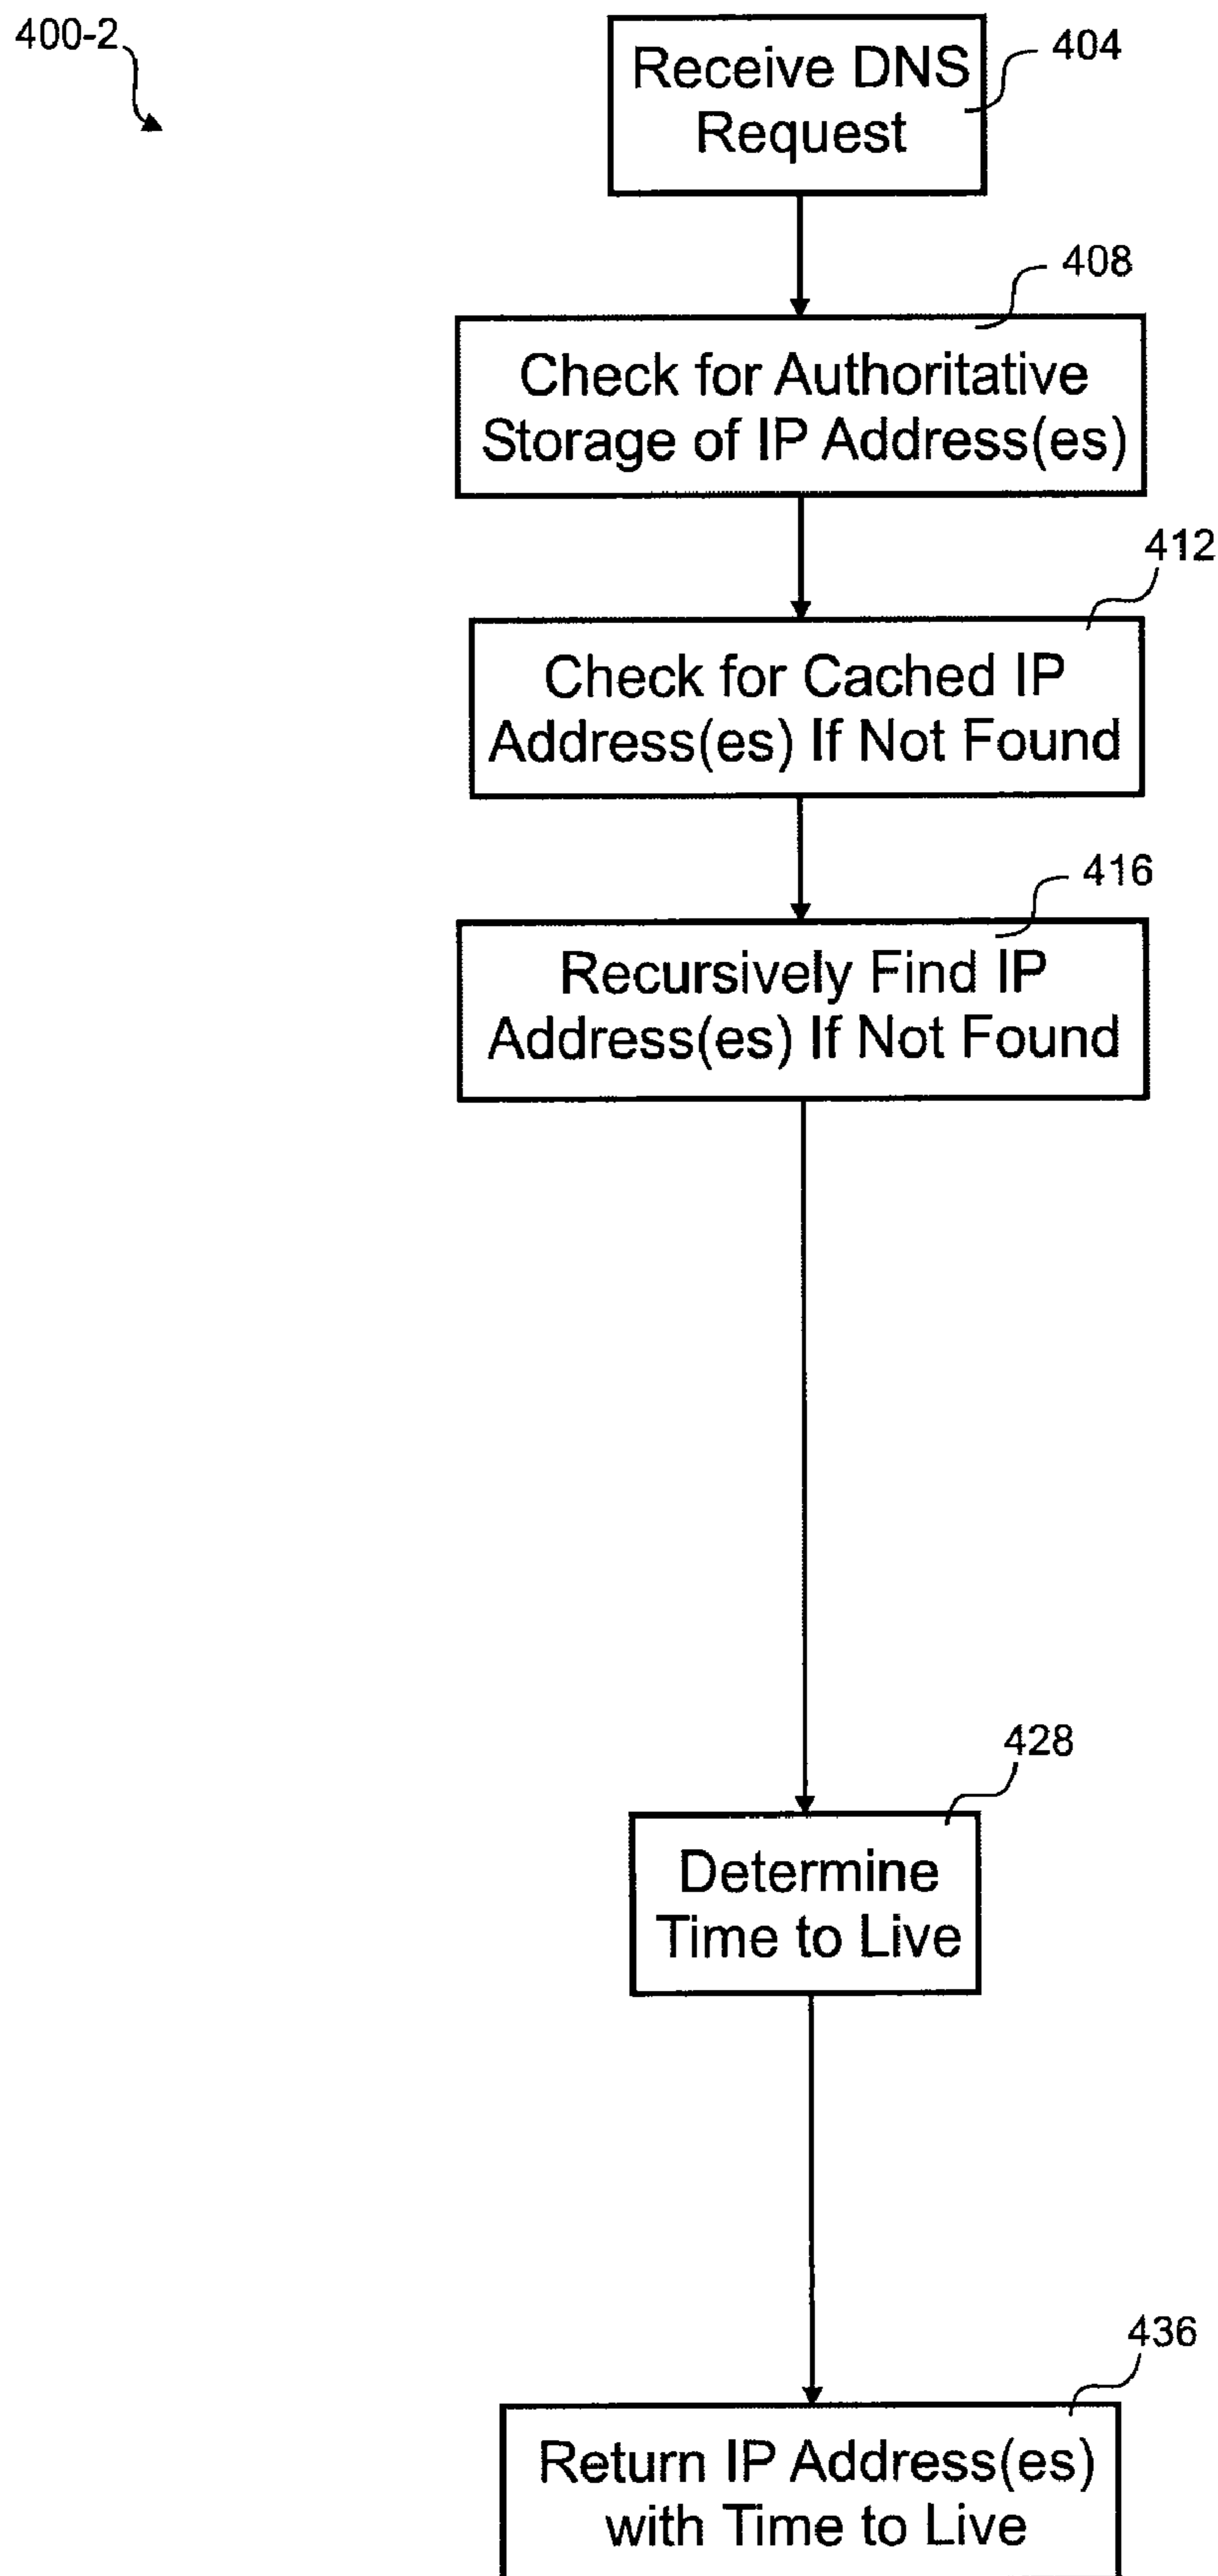 400-2
404
Receive DNS
Request
408
Check for Authoritative
Storage of IP Address(es)
412
Check for Cached IP
Address(es) If Not Found
416
Recursively Find IP
Address(es) If Not Found
428
Determine
Time to Live
436
Return IP Address(es)
with Time to Live